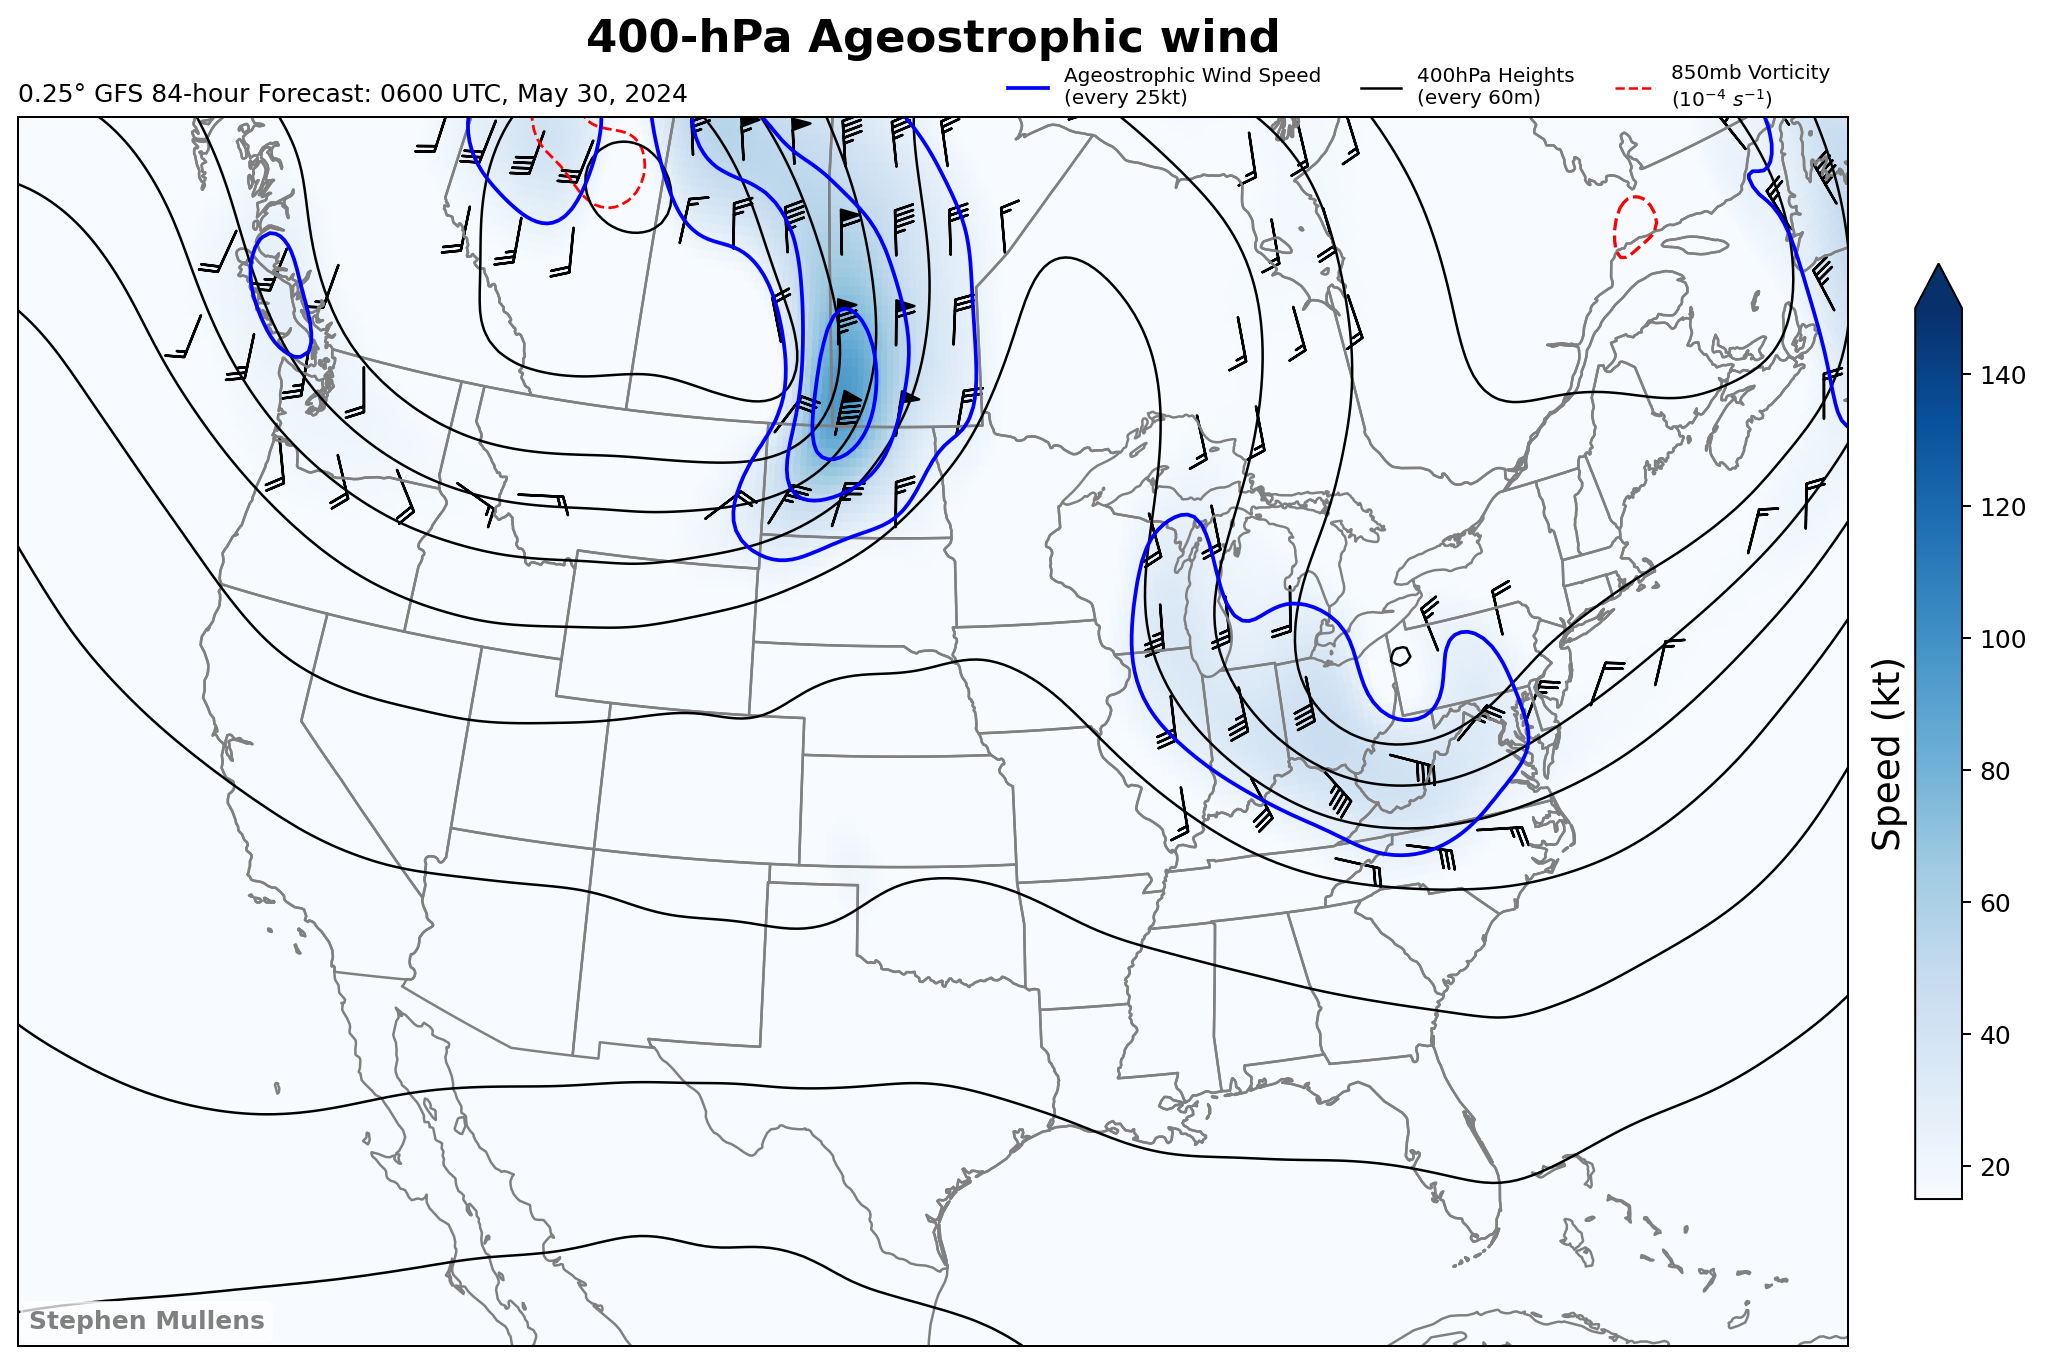 400-hPa Ageostrophic wind
0.25° GFS 84-hour Forecast: 0600 UTC, May 30, 2024
Ageostrophic Wind Speed
(every 25kt)
400hPa Heights
(every 60m)
850mb Vorticity
(10⁻⁴ s⁻¹)
140
120
100
80
60
40
20
Speed (kt)
Stephen Mullens